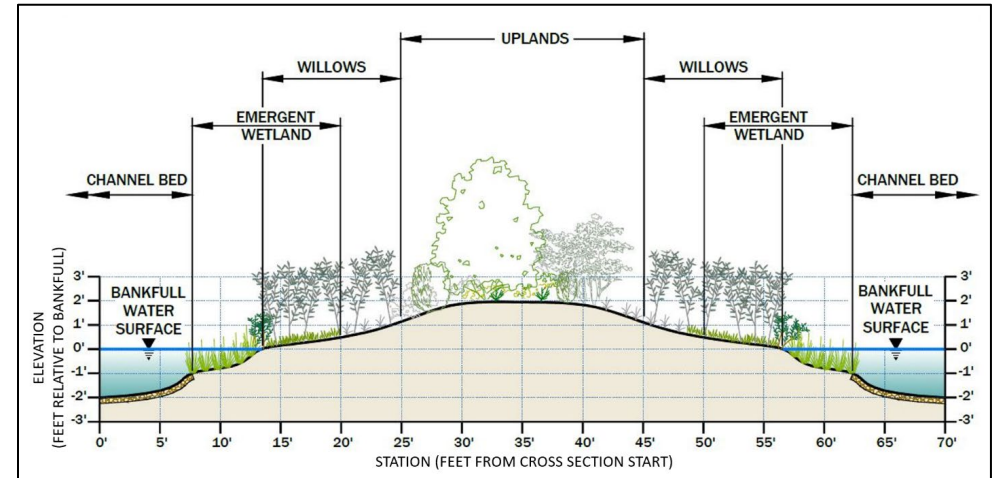 UPLANDS
WILLOWS
WILLOWS
EMERGENT
WETLAND
EMERGENT
WETLAND
CHANNEL BED
CHANNEL BED
ELEVATION
(FEET RELATIVE TO BANKFULL)
3'
2'
1'
0'
-1'
-2'
-3'
BANKFULL
WATER
SURFACE
BANKFULL
WATER
SURFACE
3'
2'
1'
0'
-1'
-2'
-3'
0' 5' 10' 15' 20' 25' 30' 35' 40' 45' 50' 55' 60' 65' 70'
STATION (FEET FROM CROSS SECTION START)